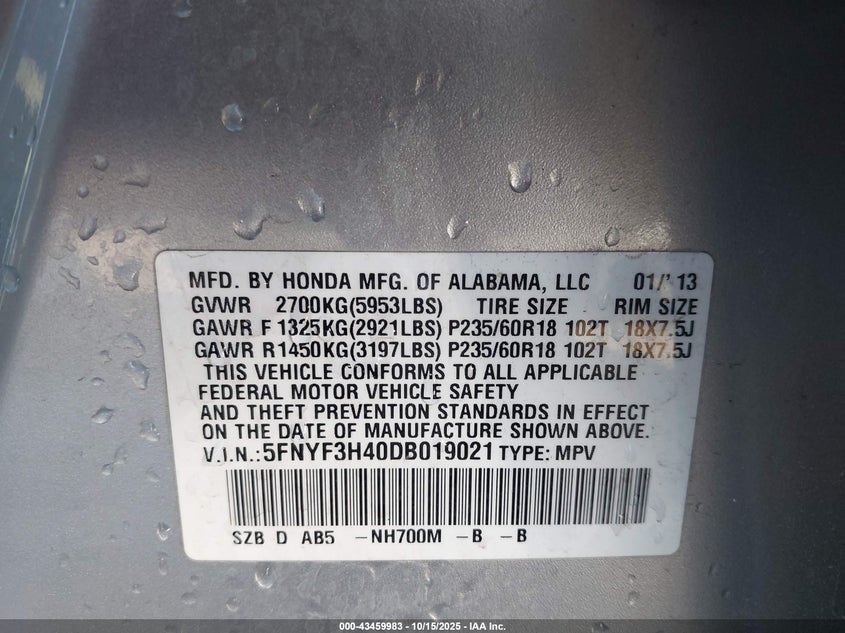 MFD. BY HONDA MFG. OF ALABAMA, LLC 01/'13
GVWR 2700KG(5953LBS) TIRE SIZE RIM SIZE
GAWR F 1325KG(2921LBS) P235/60R18 102T 18X7.5J
GAWR R1450KG(3197LBS) P235/60R18 102T 18X7.5J
THIS VEHICLE CONFORMS TO ALL APPLICABLE
FEDERAL MOTOR VEHICLE SAFETY
AND THEFT PREVENTION STANDARDS IN EFFECT
ON THE DATE OF MANUFACTURE SHOWN ABOVE.
V.I.N.:5FNYF3H40DB019021 TYPE: MPV
SZB D AB5 -NH700M -B -B
000-43459983 - 10/15/2025 - IAA Inc.